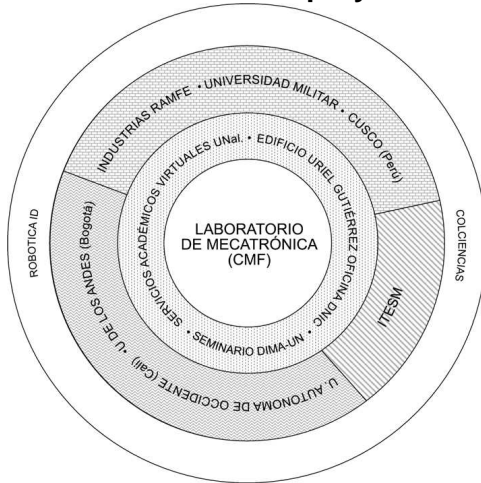 INDUSTRIAS RAMFE • UNIVERSIDAD MILITAR • CUSCO (Perú)
SERVICIOS ACADÉMICOS VIRTUALES UNal. • EDIFICIO URIEL GUTIÉRREZ OFICINA DNIC • SEMINARIO DIMA-UN •
LABORATORIO
DE MECATRÓNICA
(CMF)
ROBOTICA ID
COLCIENCIAS
ITESM
U. AUTONOMA DE OCCIDENTE (Cali) • U DE LOS ANDES (Bogotá)